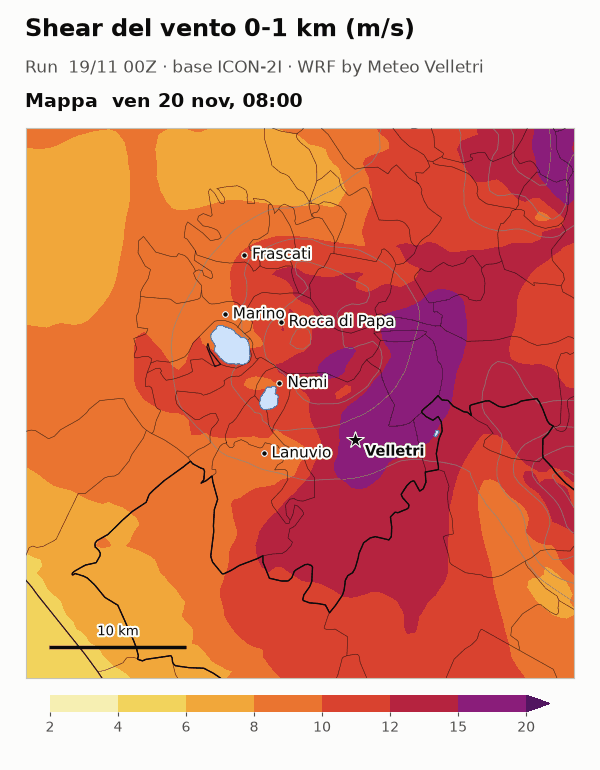 Shear del vento 0-1 km (m/s)
Run  19/11 00Z · base ICON-2I · WRF by Meteo Velletri
Mappa  ven 20 nov, 08:00
Frascati
Marino
Rocca di Papa
Nemi
Velletri
Lanuvio
10 km
2 4 6 8 10 12 15 20